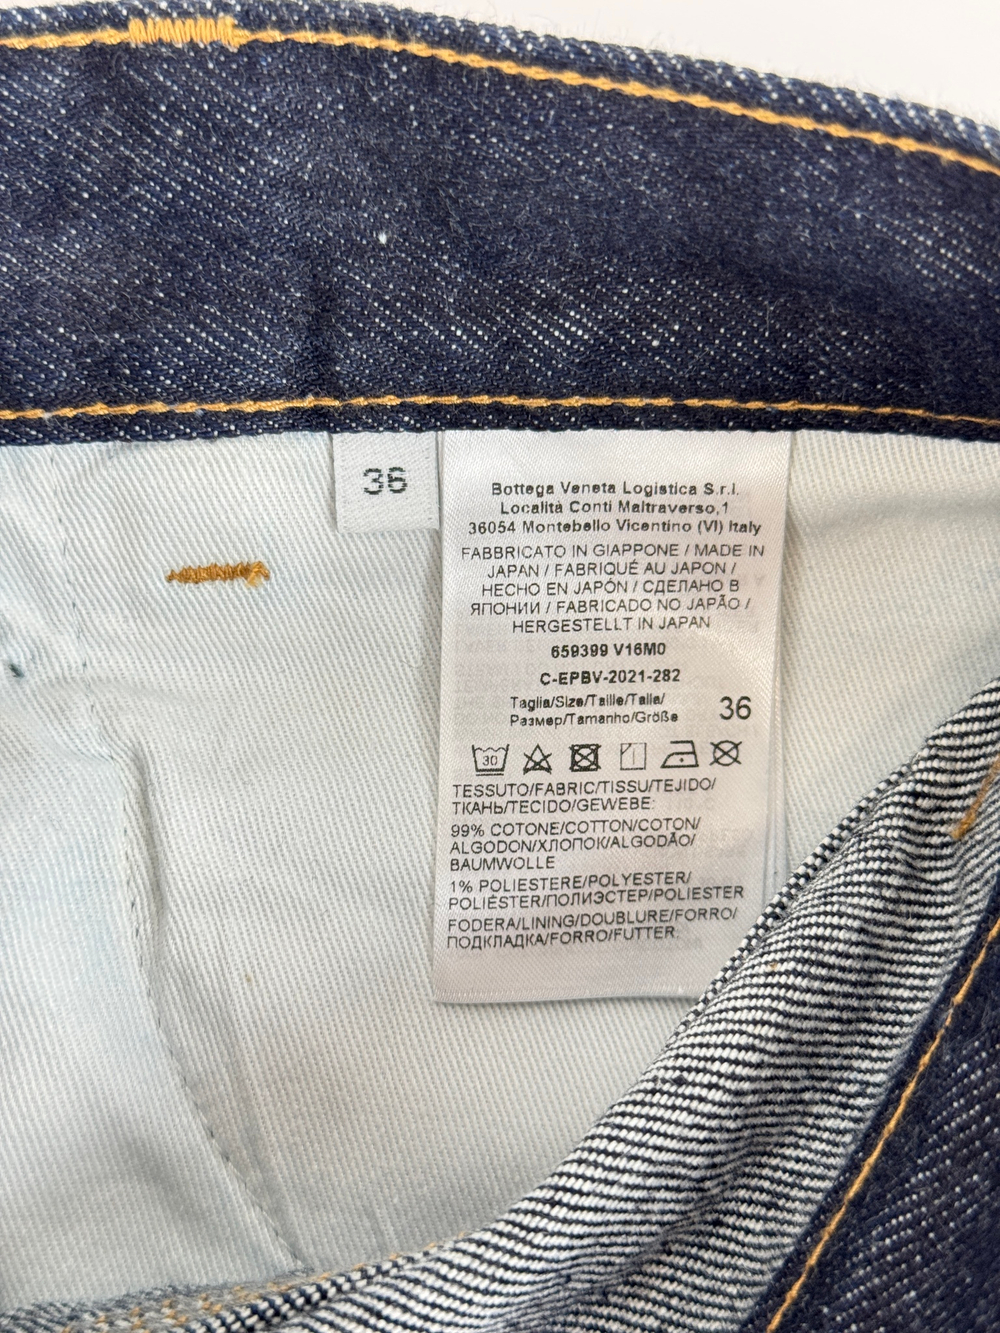 36
Bottega Veneta Logistica S.r.l.
Località Conti Maltraverso,1
36054 Montebello Vicentino (VI) Italy
FABBRICATO IN GIAPPONE / MADE IN
JAPAN / FABRIQUÉ AU JAPON /
HECHO EN JAPÓN / СДЕЛАНО В
ЯПОНИИ / FABRICADO NO JAPÃO /
HERGESTELLT IN JAPAN
659399 V16M0
C-EPBV-2021-282
Taglia/Size/Taille/Talla/
Размер/Tamanho/Größe
36
30
TESSUTO/FABRIC/TISSU/TEJIDO/
ТКАНЬ/TECIDO/GEWEBE:
99% COTONE/COTTON/COTON/
ALGODON/ХЛОПОК/ALGODÃO/
BAUMWOLLE
1% POLIESTERE/POLYESTER/
POLIÉSTER/ПОЛИЭСТЕР/POLIESTER
FODERA/LINING/DOUBLURE/FORRO/
ПОДКЛАДКА/FORRO/FUTTER: